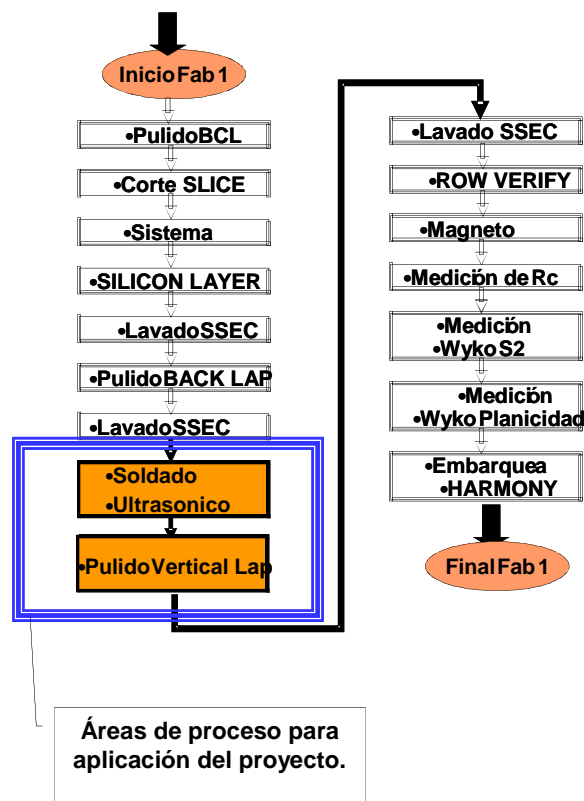 Inicio Fab 1
•Pulido BCL
•Corte SLICE
•Sistema
•SILICON LAYER
•Lavado SSEC
•Pulido BACK LAP
•Lavado SSEC
•Soldado
•Ultrasonico
•Pulido Vertical Lap
•Lavado SSEC
•ROW VERIFY
•Magneto
•Medición de Rc
•Medición
•Wyko S2
•Medición
•Wyko Planicidad
•Embarque a
•HARMONY
Final Fab 1
Áreas de proceso para
aplicación del proyecto.